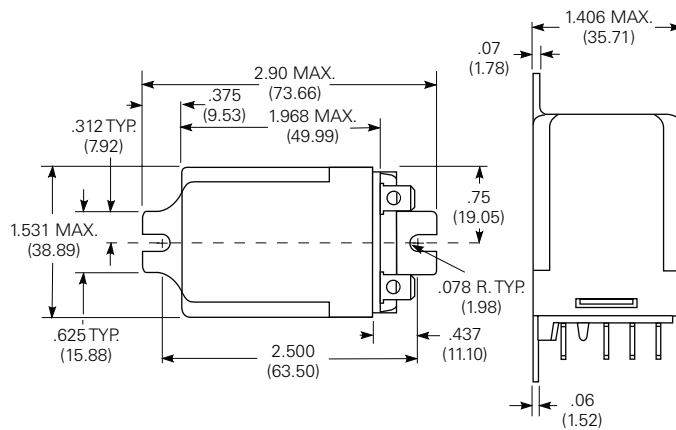 1.406 MAX.
(35.71)
.07
(1.78)
2.90 MAX.
(73.66)
.375
(9.53)
1.968 MAX.
(49.99)
.312 TYP.
(7.92)
.75
(19.05)
1.531 MAX.
(38.89)
.078 R. TYP.
(1.98)
.625 TYP.
(15.88)
.437
(11.10)
2.500
(63.50)
.06
(1.52)